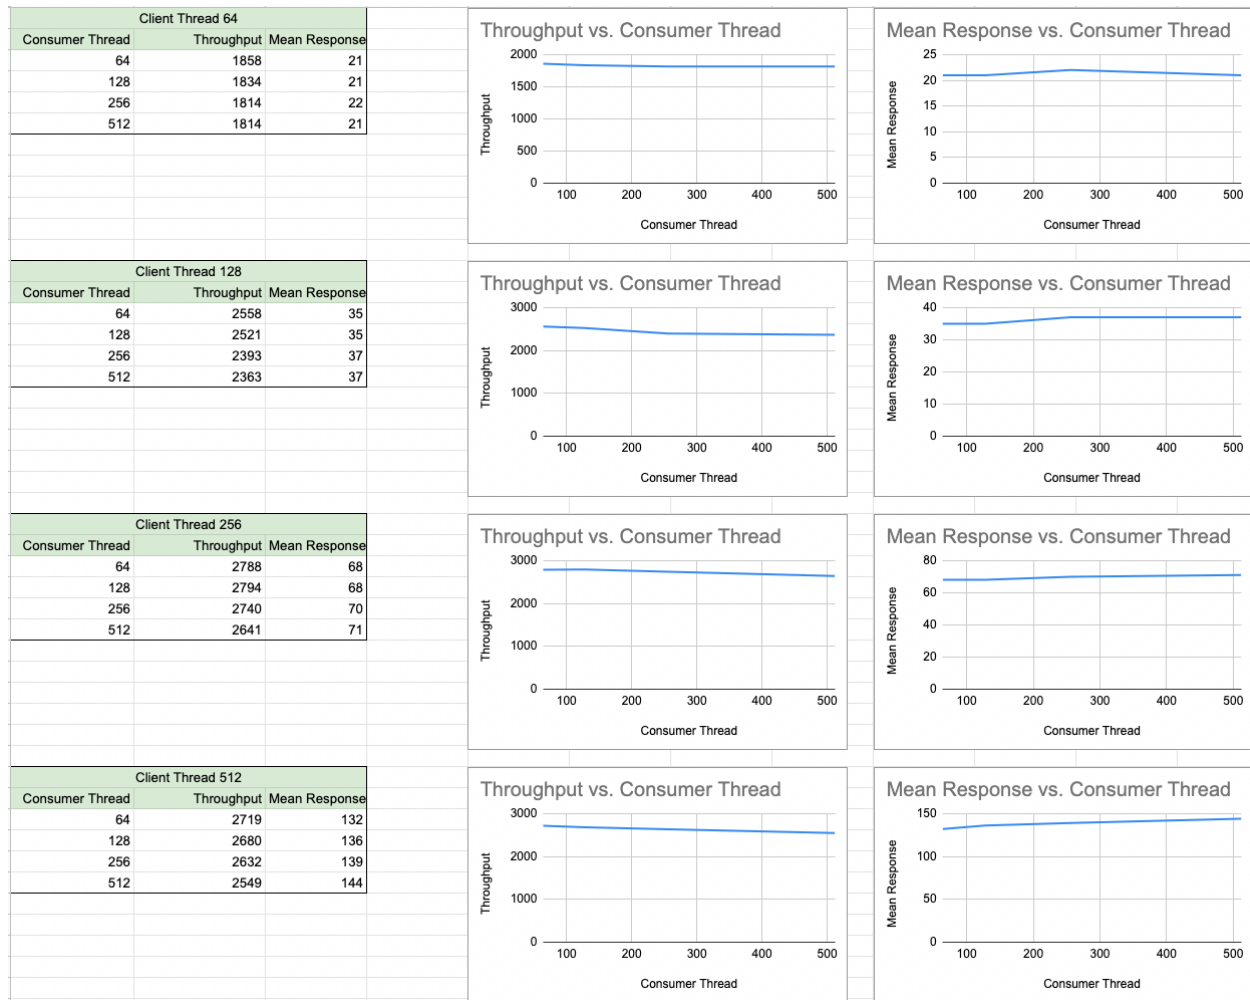 Client Thread 64
Consumer Thread Throughput Mean Response
64 1858 21
128 1834 21
256 1814 22
512 1814 21
Throughput vs. Consumer Thread
2000
1500
1000
500
0
Throughput
100 200 300 400 500
Consumer Thread
Mean Response vs. Consumer Thread
25
20
15
10
5
0
Mean Response
100 200 300 400 500
Consumer Thread
Client Thread 128
Consumer Thread Throughput Mean Response
64 2558 35
128 2521 35
256 2393 37
512 2363 37
Throughput vs. Consumer Thread
3000
2000
1000
0
Throughput
100 200 300 400 500
Consumer Thread
Mean Response vs. Consumer Thread
40
30
20
10
0
Mean Response
100 200 300 400 500
Consumer Thread
Client Thread 256
Consumer Thread Throughput Mean Response
64 2788 68
128 2794 68
256 2740 70
512 2641 71
Throughput vs. Consumer Thread
3000
2000
1000
0
Throughput
100 200 300 400 500
Consumer Thread
Mean Response vs. Consumer Thread
80
60
40
20
0
Mean Response
100 200 300 400 500
Consumer Thread
Client Thread 512
Consumer Thread Throughput Mean Response
64 2719 132
128 2680 136
256 2632 139
512 2549 144
Throughput vs. Consumer Thread
3000
2000
1000
0
Throughput
100 200 300 400 500
Consumer Thread
Mean Response vs. Consumer Thread
150
100
50
0
Mean Response
100 200 300 400 500
Consumer Thread